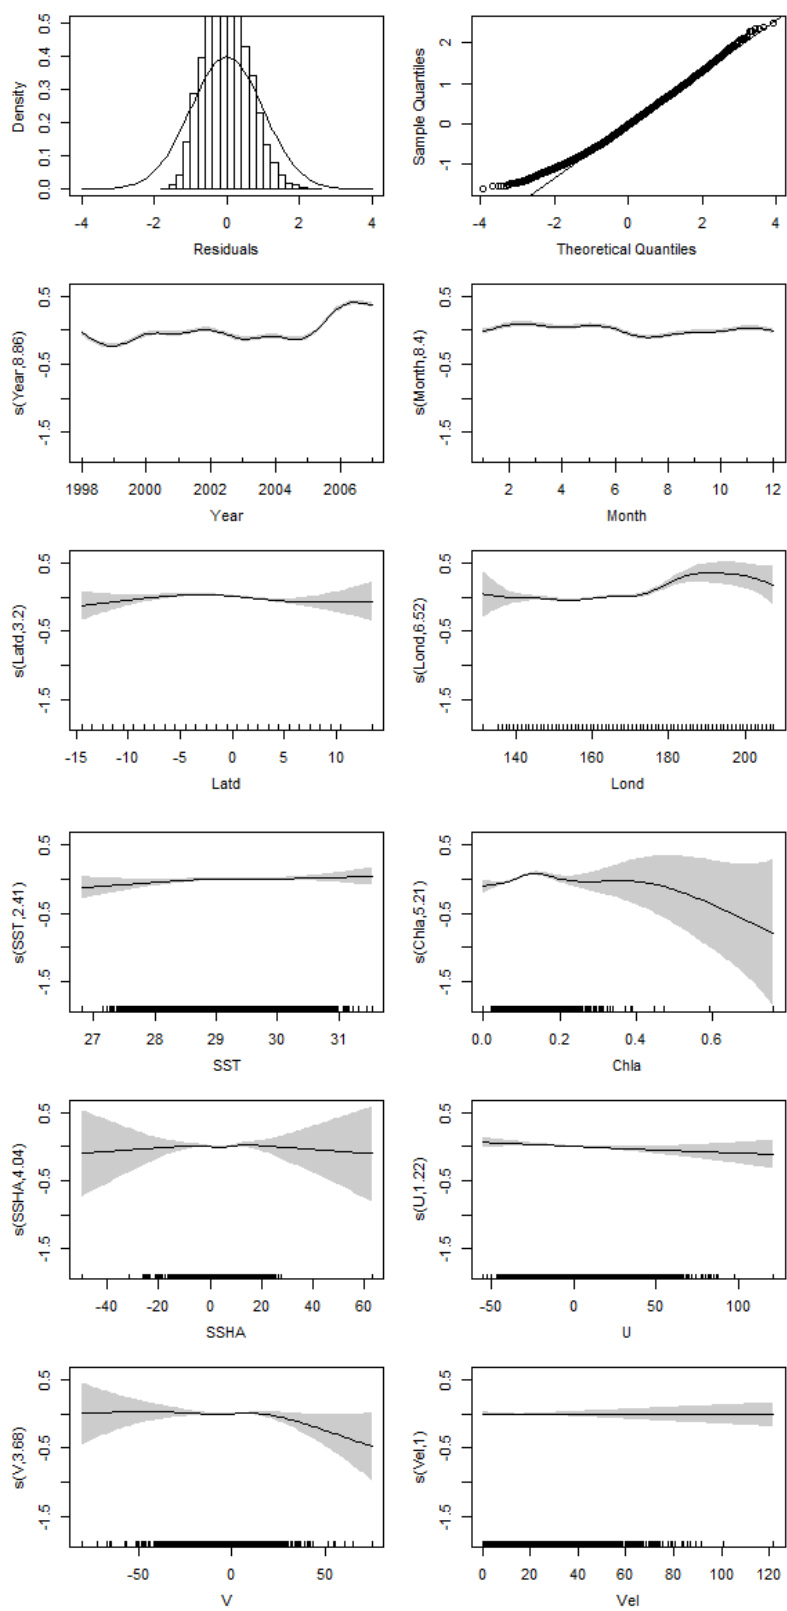 Density
0.0 0.1 0.2 0.3 0.4 0.5
-4 -2 0 2 4
Residuals
Sample Quantiles
-1 0 1 2
-4 -2 0 2 4
Theoretical Quantiles
s(Year,8.86)
-1.5 -0.5 0.5
1998 2000 2002 2004 2006
Year
s(Month,8.4)
-1.5 -0.5 0.5
2 4 6 8 10 12
Month
s(Latd,3.2)
-1.5 -0.5 0.5
-15 -10 -5 0 5 10
Latd
s(Lond,6.52)
-1.5 -0.5 0.5
140 160 180 200
Lond
s(SST,2.41)
-1.5 -0.5 0.5
27 28 29 30 31
SST
s(Chla,5.21)
-1.5 -0.5 0.5
0.0 0.2 0.4 0.6
Chla
s(SSHA,4.04)
-1.5 -0.5 0.5
-40 -20 0 20 40 60
SSHA
s(U,1.22)
-1.5 -0.5 0.5
-50 0 50 100
U
s(V,3.68)
-1.5 -0.5 0.5
-50 0 50
V
s(Vel,1)
-1.5 -0.5 0.5
0 20 40 60 80 100 120
Vel